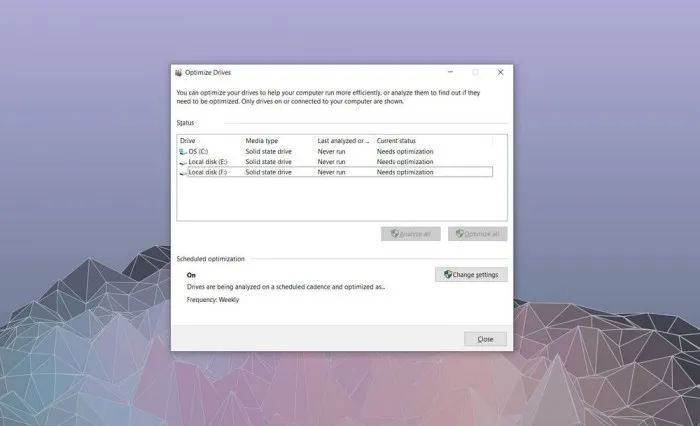 Optimize Drives
You can optimize your drives to help your computer run more efficiently, or analyze them to find out if they
need to be optimized. Only drives on or connected to your computer are shown.
Status
Drive Media type Last analyzed or ... Current status
OS (C:) Solid state drive Never run Needs optimization
Local disk (E:) Solid state drive Never run Needs optimization
Local disk (F:) Solid state drive Never run Needs optimization
Analyze all Optimize all
Scheduled optimization
On Change settings
Drives are being analyzed on a scheduled cadence and optimized as..
Frequency: Weekly
Close